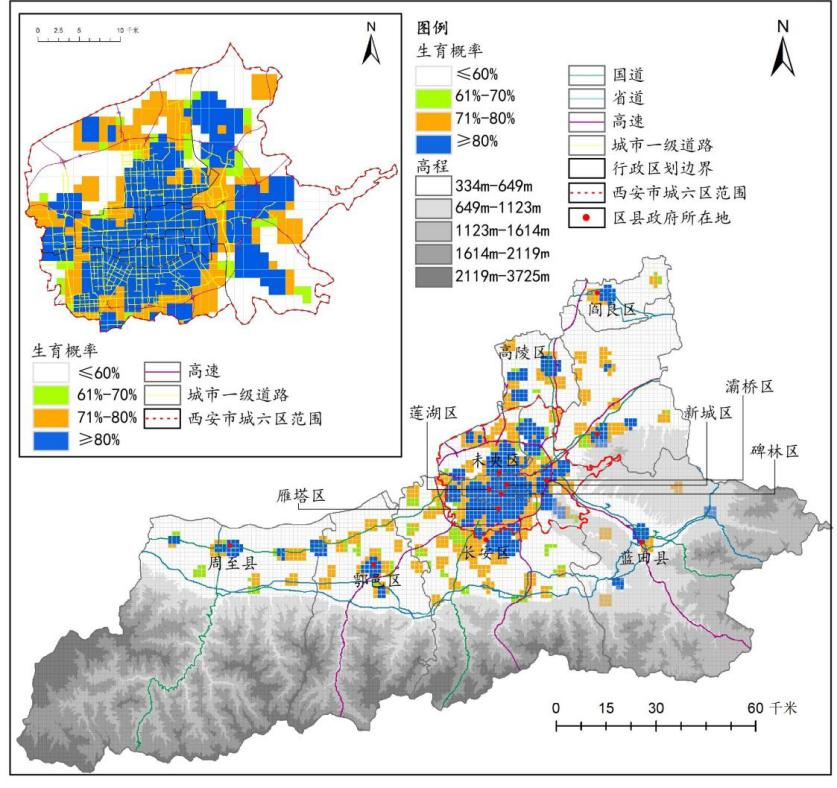 0 2.5 5 10 千米
N
生育概率
≤60%
61%-70%
71%-80%
≥80%
高速
城市一级道路
西安市城六区范围
图例
生育概率
≤60%
61%-70%
71%-80%
≥80%
高程
334m-649m
649m-1123m
1123m-1614m
1614m-2119m
2119m-3725m
国道
省道
高速
城市一级道路
行政区划边界
西安市城六区范围
区县政府所在地
N
阎良区
高陵区
灞桥区
莲湖区
新城区
未央区
碑林区
雁塔区
长安区
蓝田县
周至县
鄠邑区
0 15 30 60 千米